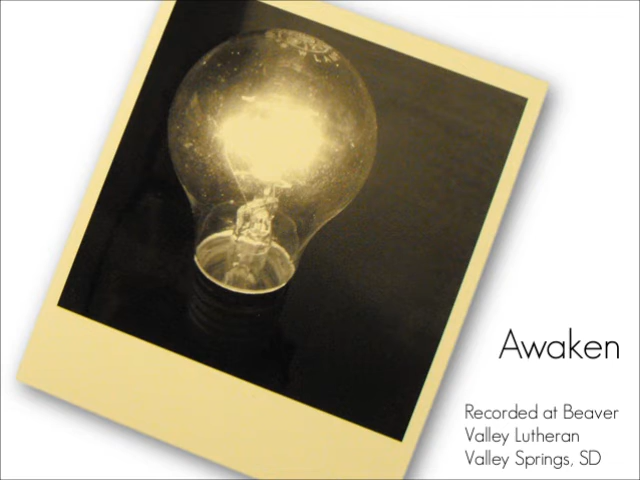 Awaken
Recorded at Beaver
Valley Lutheran
Valley Springs, SD